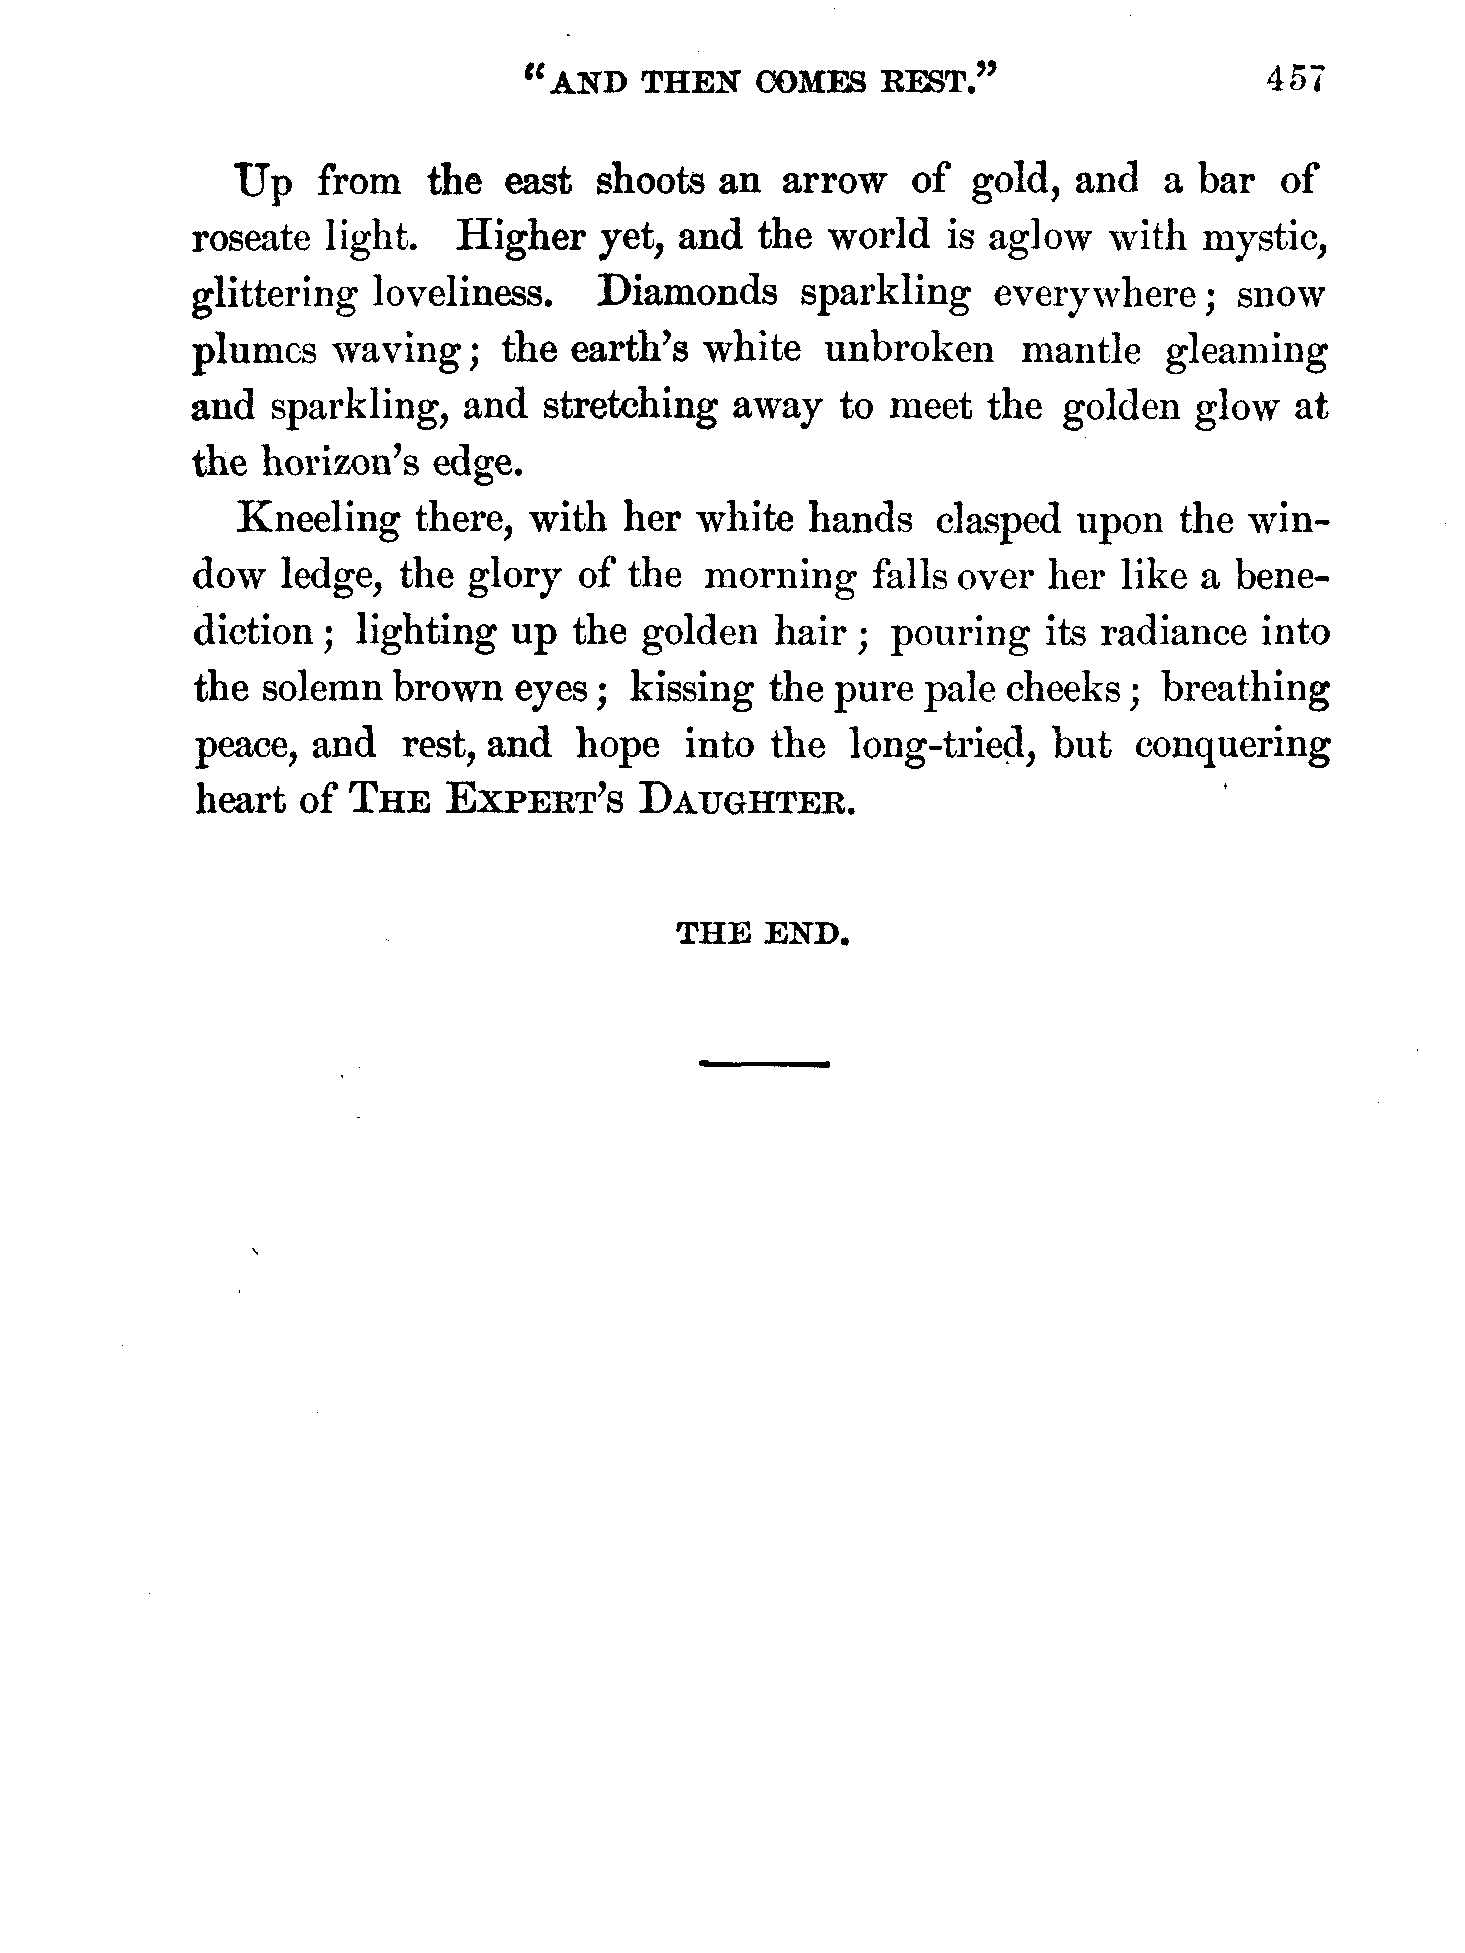 "AND THEN COMES REST." 457
Up from the east shoots an arrow of gold, and a bar of
roseate light. Higher yet, and the world is aglow with mystic,
glittering loveliness. Diamonds sparkling everywhere; snow
plumes waving; the earth's white unbroken mantle gleaming
and sparkling, and stretching away to meet the golden glow at
the horizon's edge.
Kneeling there, with her white hands clasped upon the win-
dow ledge, the glory of the morning falls over her like a bene-
diction; lighting up the golden hair; pouring its radiance into
the solemn brown eyes; kissing the pure pale cheeks; breathing
peace, and rest, and hope into the long-tried, but conquering
heart of THE EXPERT'S DAUGHTER.
THE END.